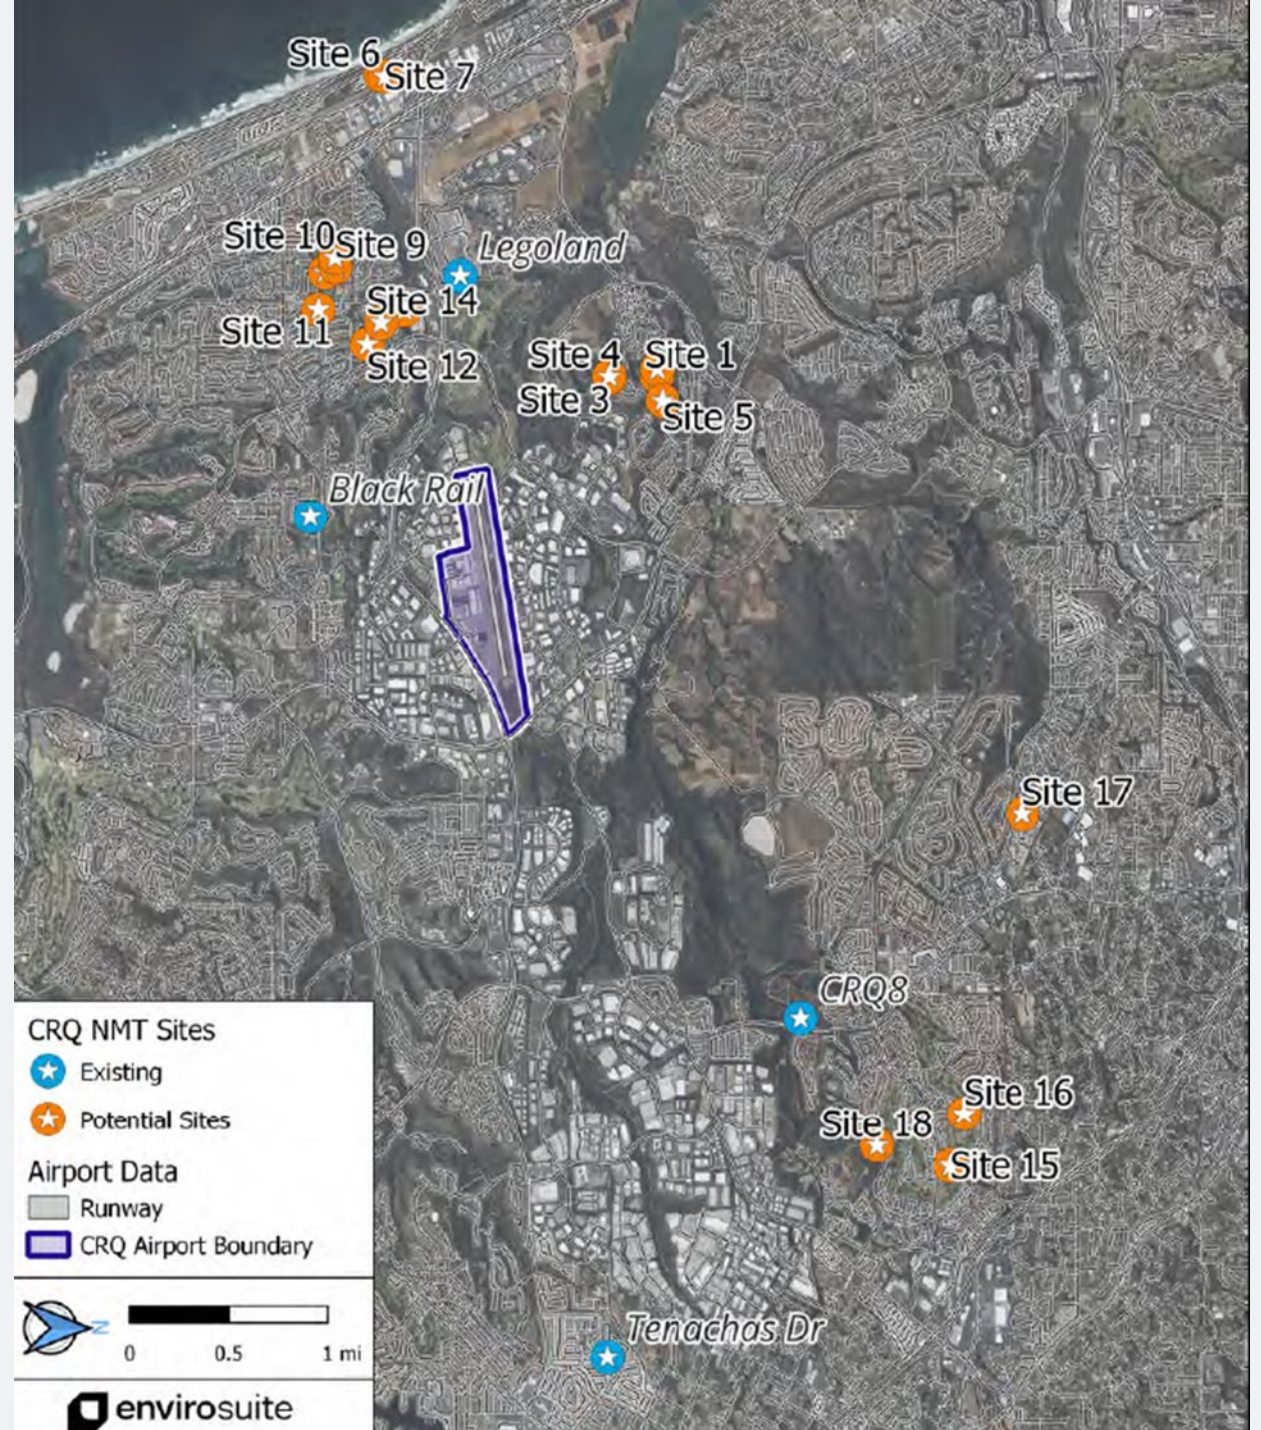 Site 6
Site 7
Site 10
Site 9
Legoland
Site 14
Site 11
Site 12
Site 4
Site 1
Site 3
Site 5
Black Rail
Site 17
CRQ8
Site 16
Site 18
Site 15
Tenachas Dr
CRQ NMT Sites
Existing
Potential Sites
Airport Data
Runway
CRQ Airport Boundary
N
0 0.5 1 mi
envirosuite